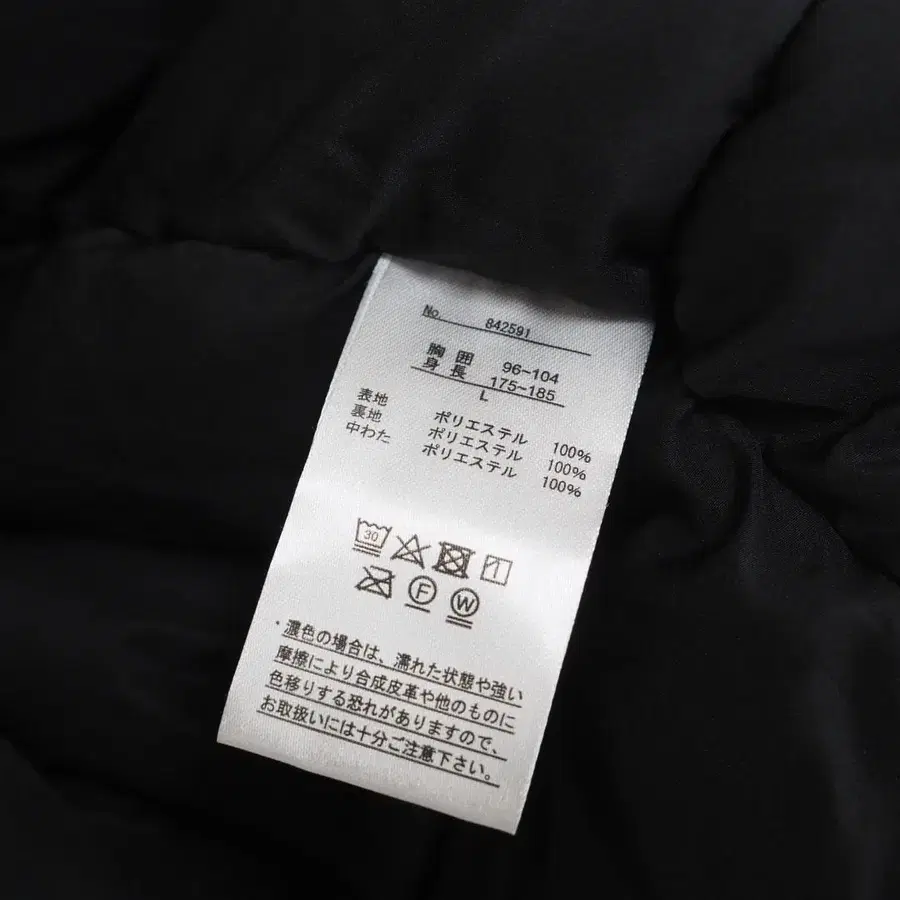 No. 842591
胸囲 96~104
身長 175~185
L
表地 ポリエステル 100%
裏地 ポリエステル 100%
中わた ポリエステル 100%
30
F W
・濃色の場合は、濡れた状態や強い
摩擦により合成皮革や他のものに
色移りする恐れがありますので、
お取扱いには十分ご注意下さい。